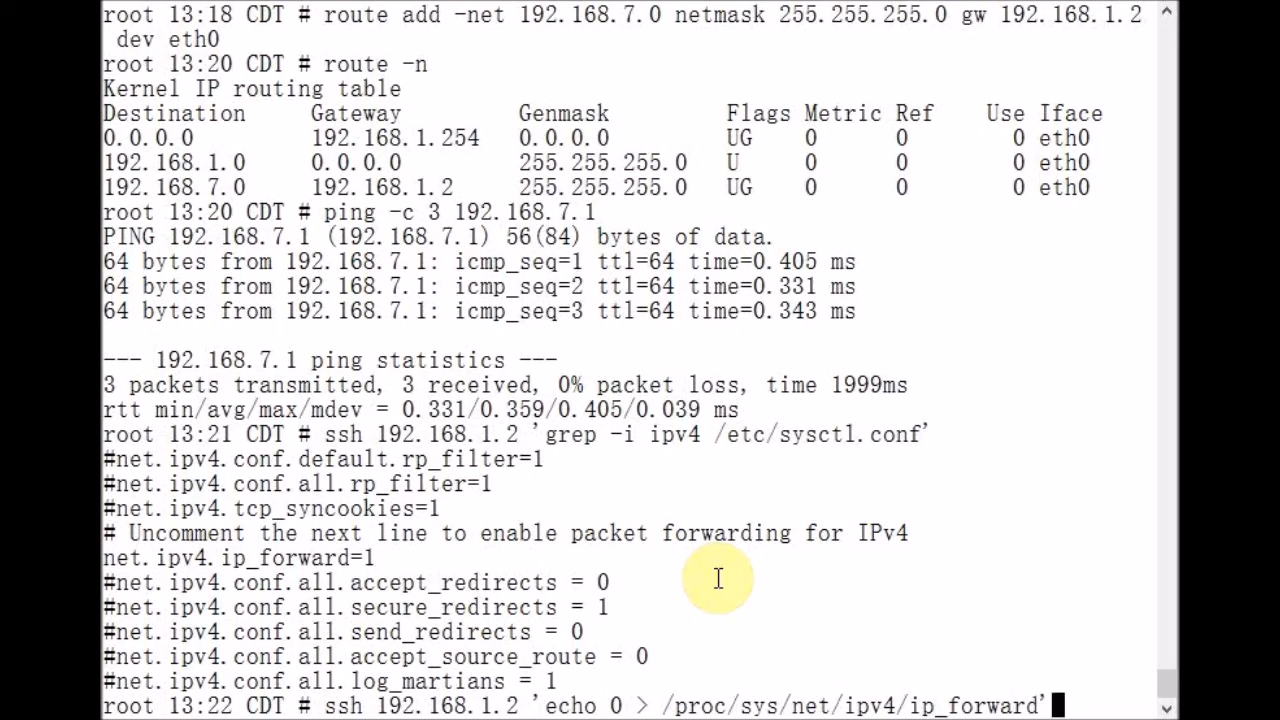 root 13:18 CDT # route add -net 192.168.7.0 netmask 255.255.255.0 gw 192.168.1.2
 dev eth0
root 13:20 CDT # route -n
Kernel IP routing table
Destination     Gateway         Genmask         Flags Metric Ref    Use Iface
0.0.0.0         192.168.1.254   0.0.0.0         UG    0      0        0 eth0
192.168.1.0     0.0.0.0         255.255.255.0   U     0      0        0 eth0
192.168.7.0     192.168.1.2     255.255.255.0   UG    0      0        0 eth0
root 13:20 CDT # ping -c 3 192.168.7.1
PING 192.168.7.1 (192.168.7.1) 56(84) bytes of data.
64 bytes from 192.168.7.1: icmp_seq=1 ttl=64 time=0.405 ms
64 bytes from 192.168.7.1: icmp_seq=2 ttl=64 time=0.331 ms
64 bytes from 192.168.7.1: icmp_seq=3 ttl=64 time=0.343 ms

--- 192.168.7.1 ping statistics ---
3 packets transmitted, 3 received, 0% packet loss, time 1999ms
rtt min/avg/max/mdev = 0.331/0.359/0.405/0.039 ms
root 13:21 CDT # ssh 192.168.1.2 'grep -i ipv4 /etc/sysctl.conf'
#net.ipv4.conf.default.rp_filter=1
#net.ipv4.conf.all.rp_filter=1
#net.ipv4.tcp_syncookies=1
# Uncomment the next line to enable packet forwarding for IPv4
net.ipv4.ip_forward=1
#net.ipv4.conf.all.accept_redirects = 0
#net.ipv4.conf.all.secure_redirects = 1
#net.ipv4.conf.all.send_redirects = 0
#net.ipv4.conf.all.accept_source_route = 0
#net.ipv4.conf.all.log_martians = 1
root 13:22 CDT # ssh 192.168.1.2 'echo 0 > /proc/sys/net/ipv4/ip_forward'